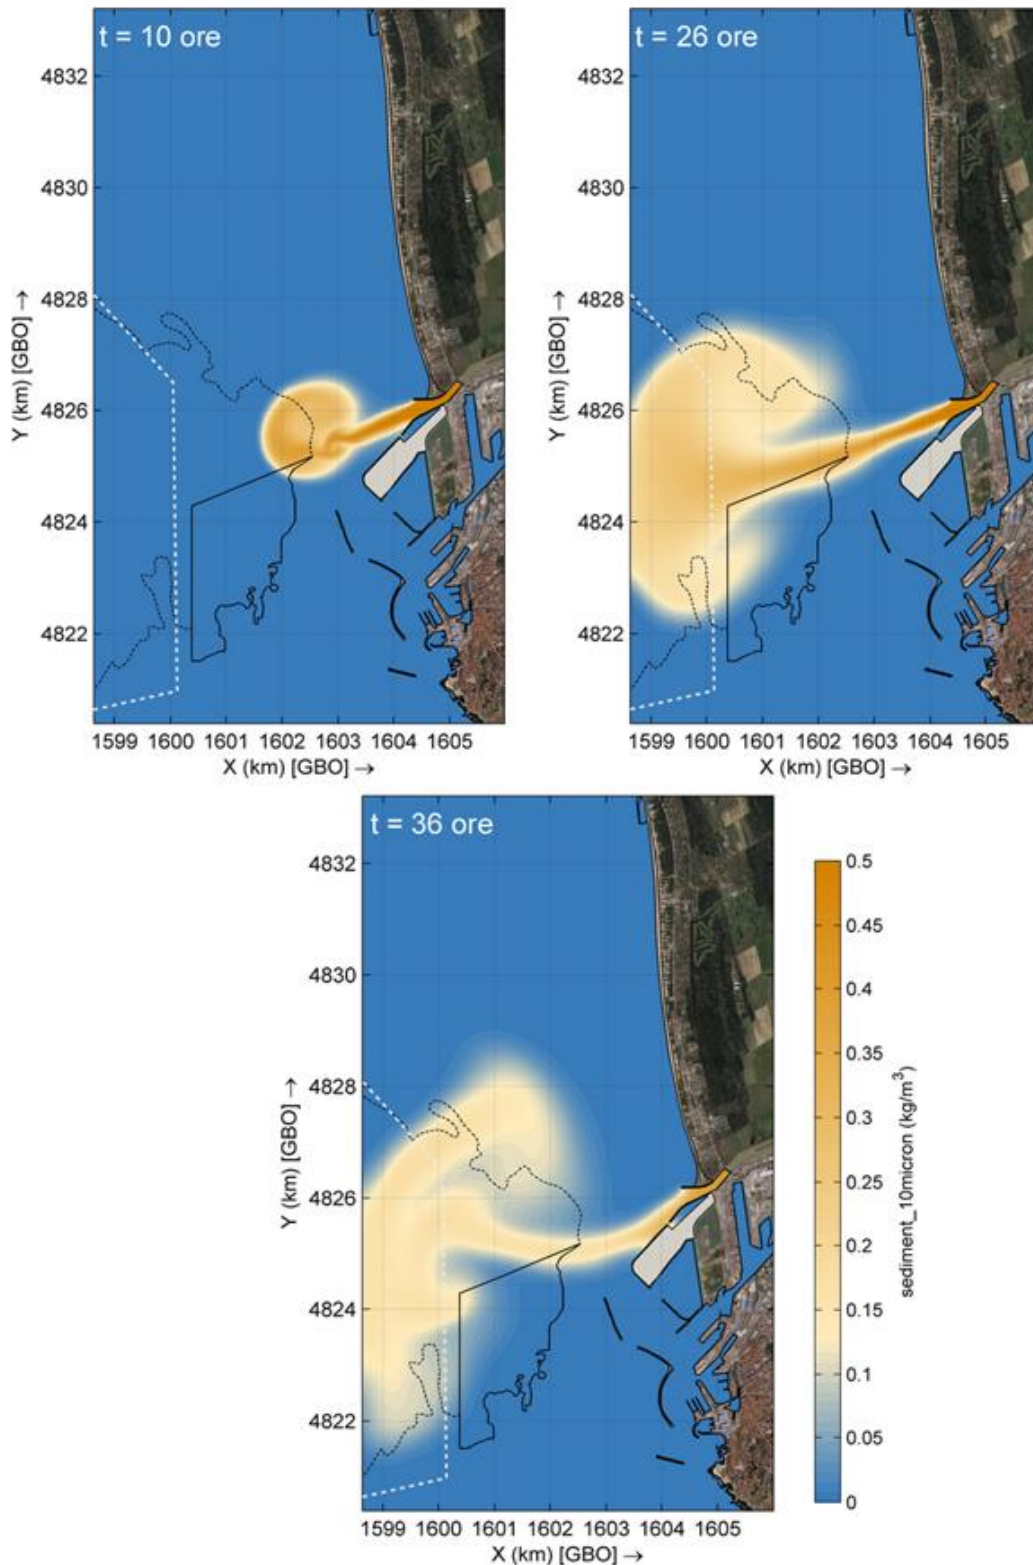 t = 10 ore
4832
4830
4828
4826
4824
4822
Y (km) [GBO] →
1599 1600 1601 1602 1603 1604 1605
X (km) [GBO] →
t = 26 ore
4832
4830
4828
4826
4824
4822
Y (km) [GBO] →
1599 1600 1601 1602 1603 1604 1605
X (km) [GBO] →
t = 36 ore
4832
4830
4828
4826
4824
4822
Y (km) [GBO] →
1599 1600 1601 1602 1603 1604 1605
X (km) [GBO] →
0.5
0.45
0.4
0.35
0.3
0.25
0.2
0.15
0.1
0.05
0
sediment_10micron (kg/m³)